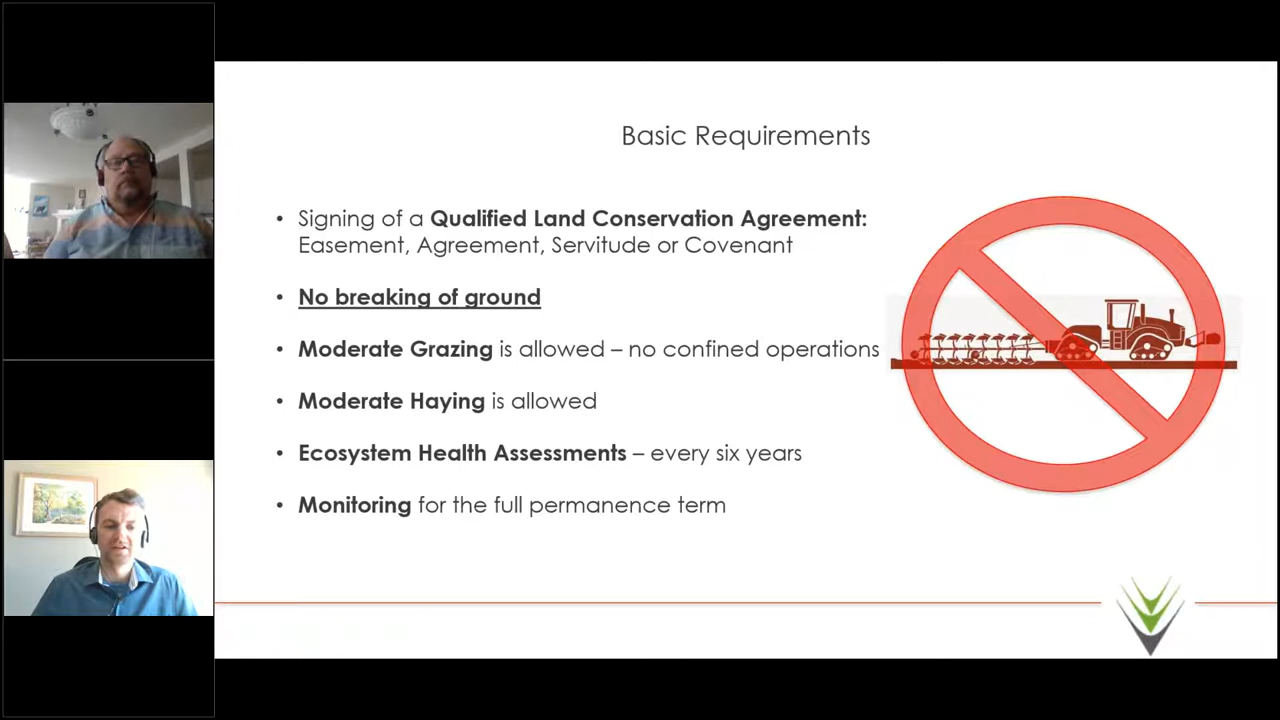 Basic Requirements
• Signing of a Qualified Land Conservation Agreement:
Easement, Agreement, Servitude or Covenant
• No breaking of ground
• Moderate Grazing is allowed – no confined operations
• Moderate Haying is allowed
• Ecosystem Health Assessments – every six years
• Monitoring for the full permanence term